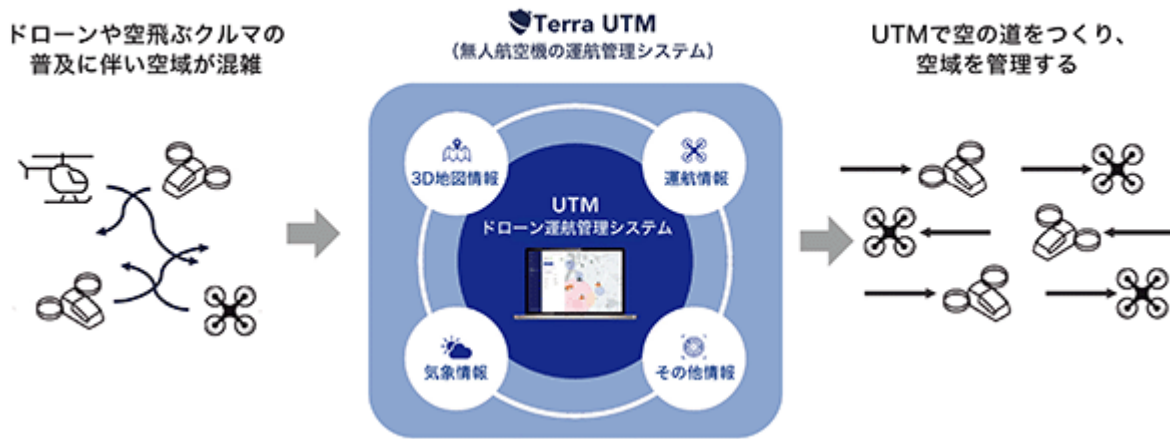 ドローンや空飛ぶクルマの
普及に伴い空域が混雑
Terra UTM
（無人航空機の運航管理システム）
3D地図情報
運航情報
UTM
ドローン運航管理システム
気象情報
その他情報
UTMで空の道をつくり、
空域を管理する